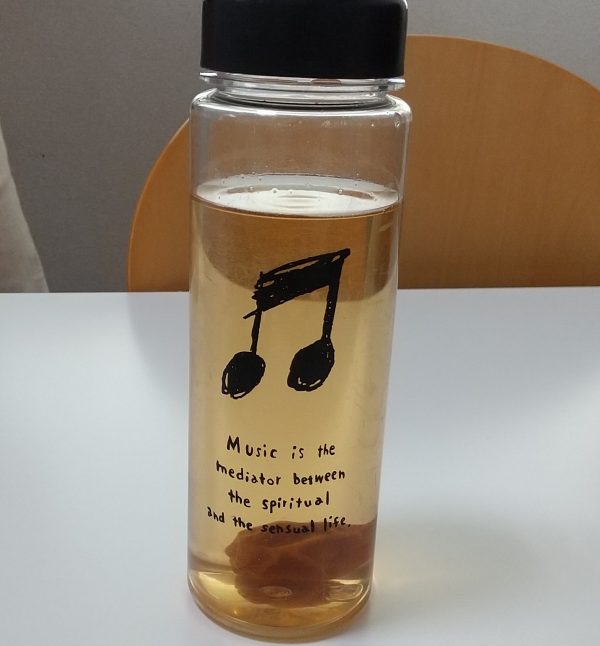 Music is the
mediator between
the spiritual
and the sensual life.